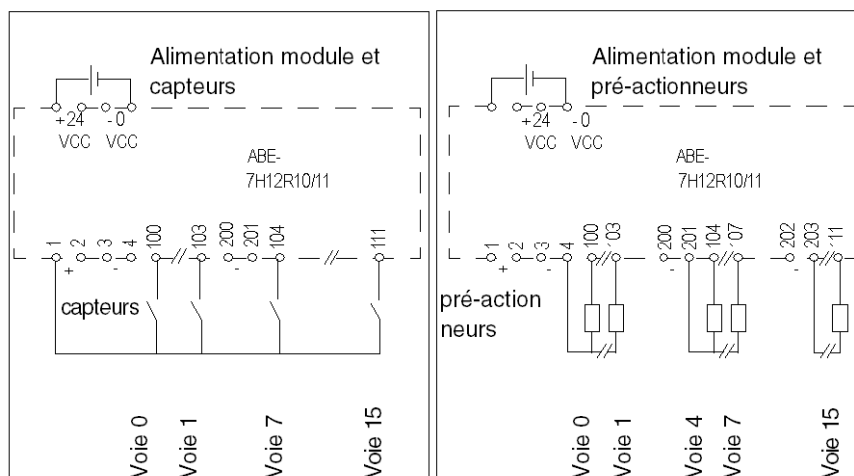 Alimentation module et
capteurs
+24
- 0
VCC
VCC
ABE-
7H12R10/11
1
2
3
4
100
103
200
201
104
111
+
-
-
capteurs
Voie 0
Voie 1
Voie 7
Voie 15
Alimentation module et
pré-actionneurs
+24
- 0
VCC
VCC
ABE-
7H12R10/11
1
2
3
4
100
103
200
201
104
107
202
203
111
+
-
-
-
pré-action
neurs
Voie 0
Voie 1
Voie 4
Voie 7
Voie 15